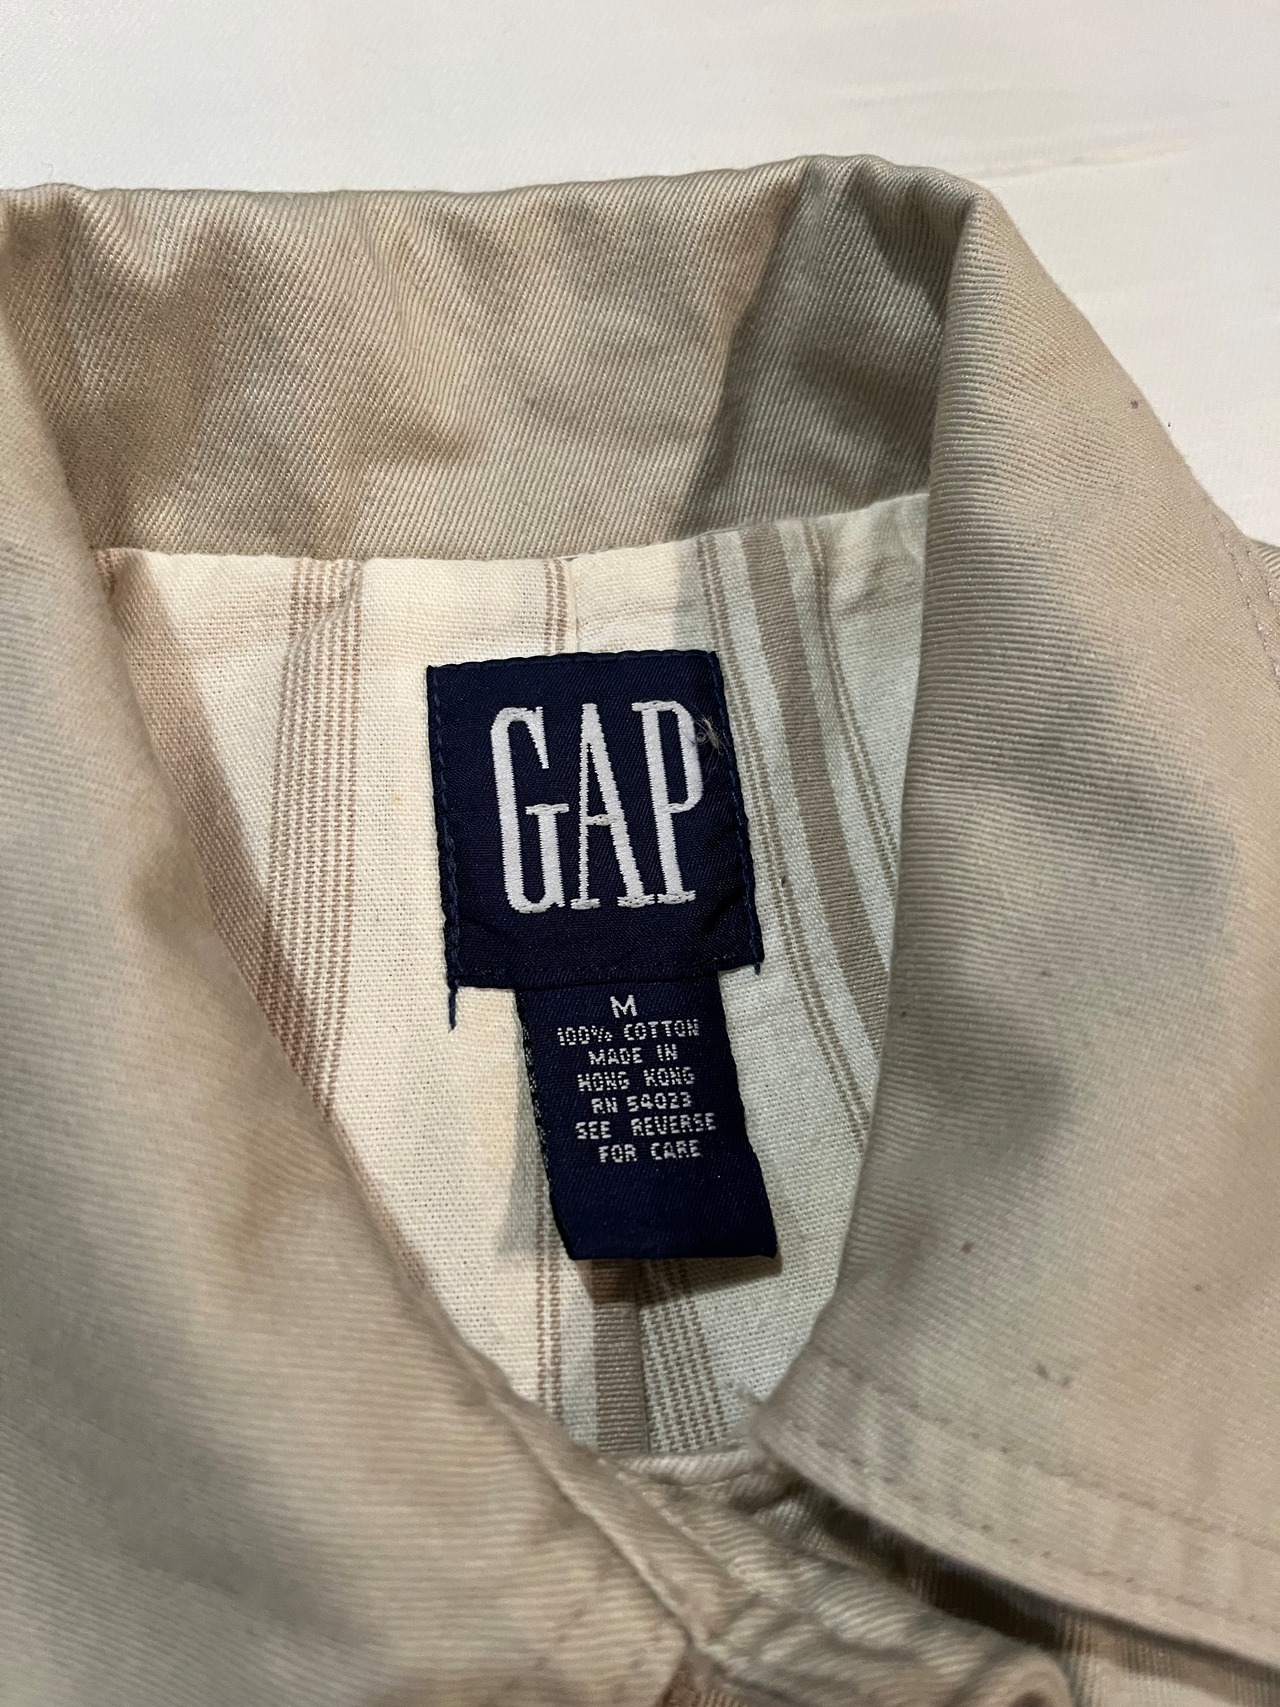 GAP
M
100% COTTON
MADE IN
HONG KONG
RN 54023
SEE REVERSE
FOR CARE